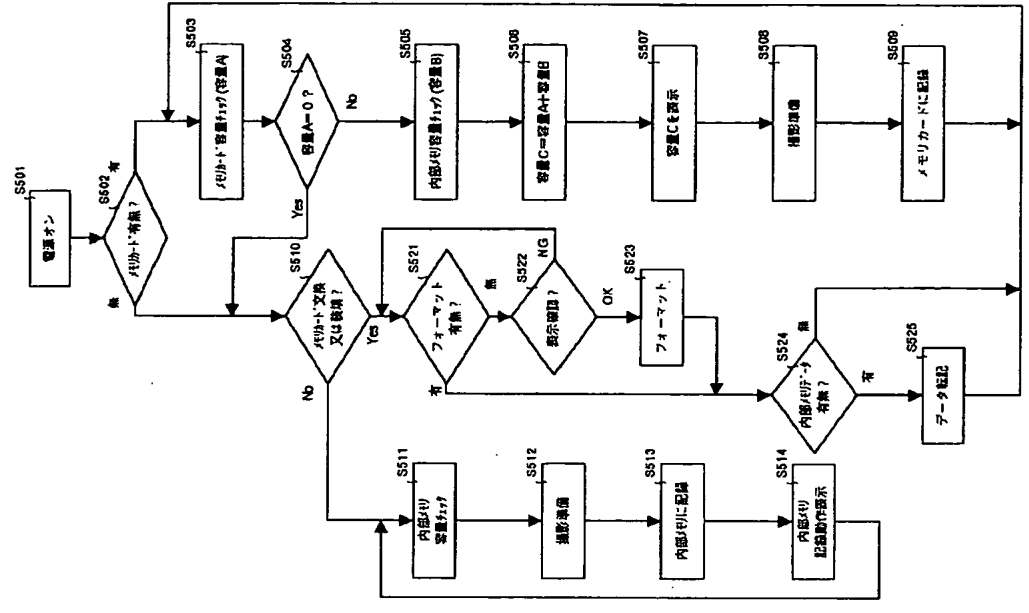 S501
電源オン
S502
メモリカード有無？
無
有
S503
メモリカード容量チェック(容量A)
S504
容量A=0？
Yes
No
S505
内部メモリ容量チェック(容量B)
S506
容量C=容量A+容量B
S507
容量Cを表示
S508
撮影準備
S509
メモリカードに記録
S510
メモリカード交換
又は破壊？
No
Yes
S521
フォーマット
有無？
有
無
S522
表示確認？
NG
OK
S523
フォーマット
S524
内部メモリデータ
有無？
無
有
S525
データ転記
S511
内部メモリ
容量チェック
S512
撮影準備
S513
内部メモリに記録
S514
内部メモリ
記録動作表示